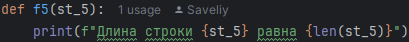 def f5(st_5): 1 usage Saveliy
print(f"Длина строки {st_5} равна {len(st_5)}")